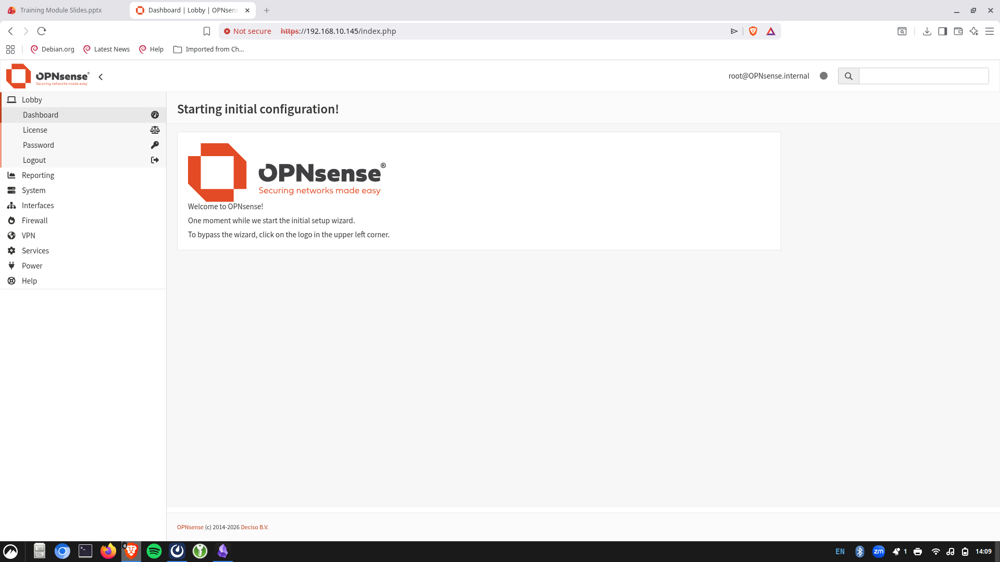 Training Module Slides.pptx
Dashboard | Lobby | OPNsens
Not secure https://192.168.10.145/index.php
Debian.org Latest News Help Imported from Ch...
OPNsense®
Securing networks made easy
root@OPNsense.internal
Lobby
Dashboard
License
Password
Logout
Reporting
System
Interfaces
Firewall
VPN
Services
Power
Help
Starting initial configuration!
OPNsense®
Securing networks made easy
Welcome to OPNsense!
One moment while we start the initial setup wizard.
To bypass the wizard, click on the logo in the upper left corner.
OPNsense (c) 2014-2026 Deciso B.V.
6
EN zm 1 14:09